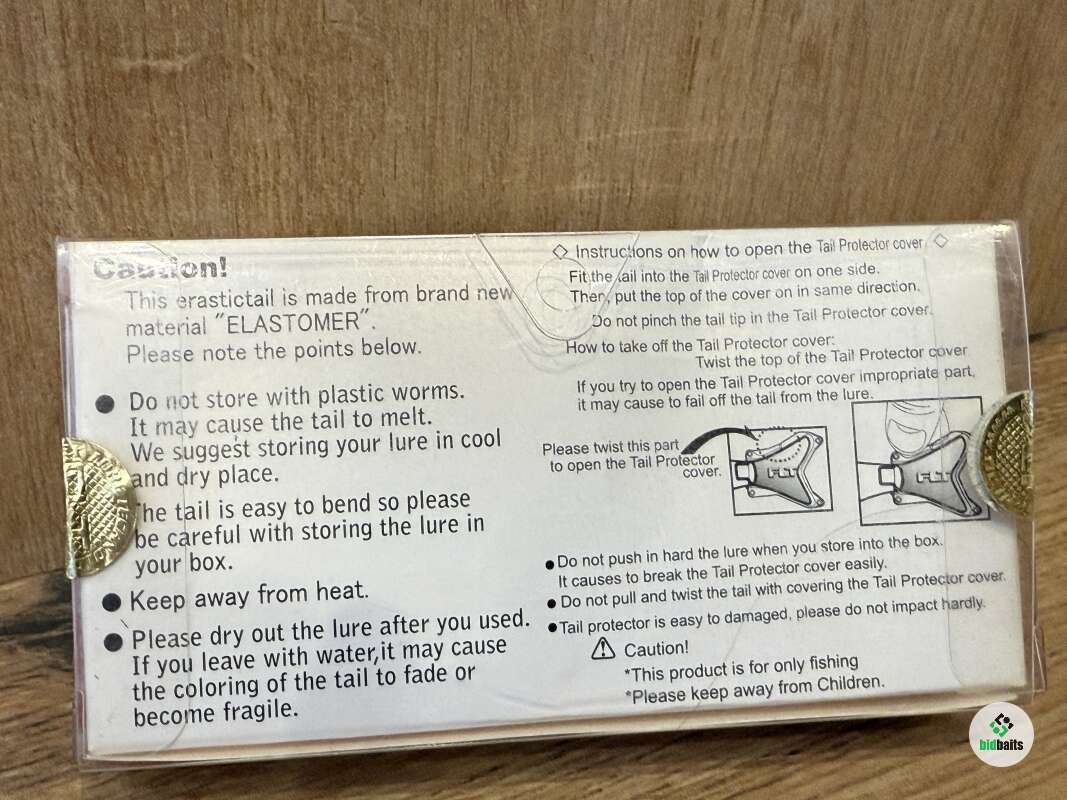 Caution!
This erastictail is made from brand new
material "ELASTOMER".
Please note the points below.
● Do not store with plastic worms.
It may cause the tail to melt.
We suggest storing your lure in cool
and dry place.
The tail is easy to bend so please
be careful with storing the lure in
your box.
● Keep away from heat.
● Please dry out the lure after you used.
If you leave with water,it may cause
the coloring of the tail to fade or
become fragile.
◇ Instructions on how to open the Tail Protector cover ◇
Fit the tail into the Tail Protector cover on one side.
Then, put the top of the cover on in same direction.
Do not pinch the tail tip in the Tail Protector cover.
How to take off the Tail Protector cover:
Twist the top of the Tail Protector cover
If you try to open the Tail Protector cover impropriate part,
it may cause to fall off the tail from the lure.
Please twist this part
to open the Tail Protector
cover.
FLT
FLT
● Do not push in hard the lure when you store into the box.
It causes to break the Tail Protector cover easily.
● Do not pull and twist the tail with covering the Tail Protector cover.
● Tail protector is easy to damaged, please do not impact hardly.
⚠ Caution!
*This product is for only fishing
*Please keep away from Children.
bidbaits